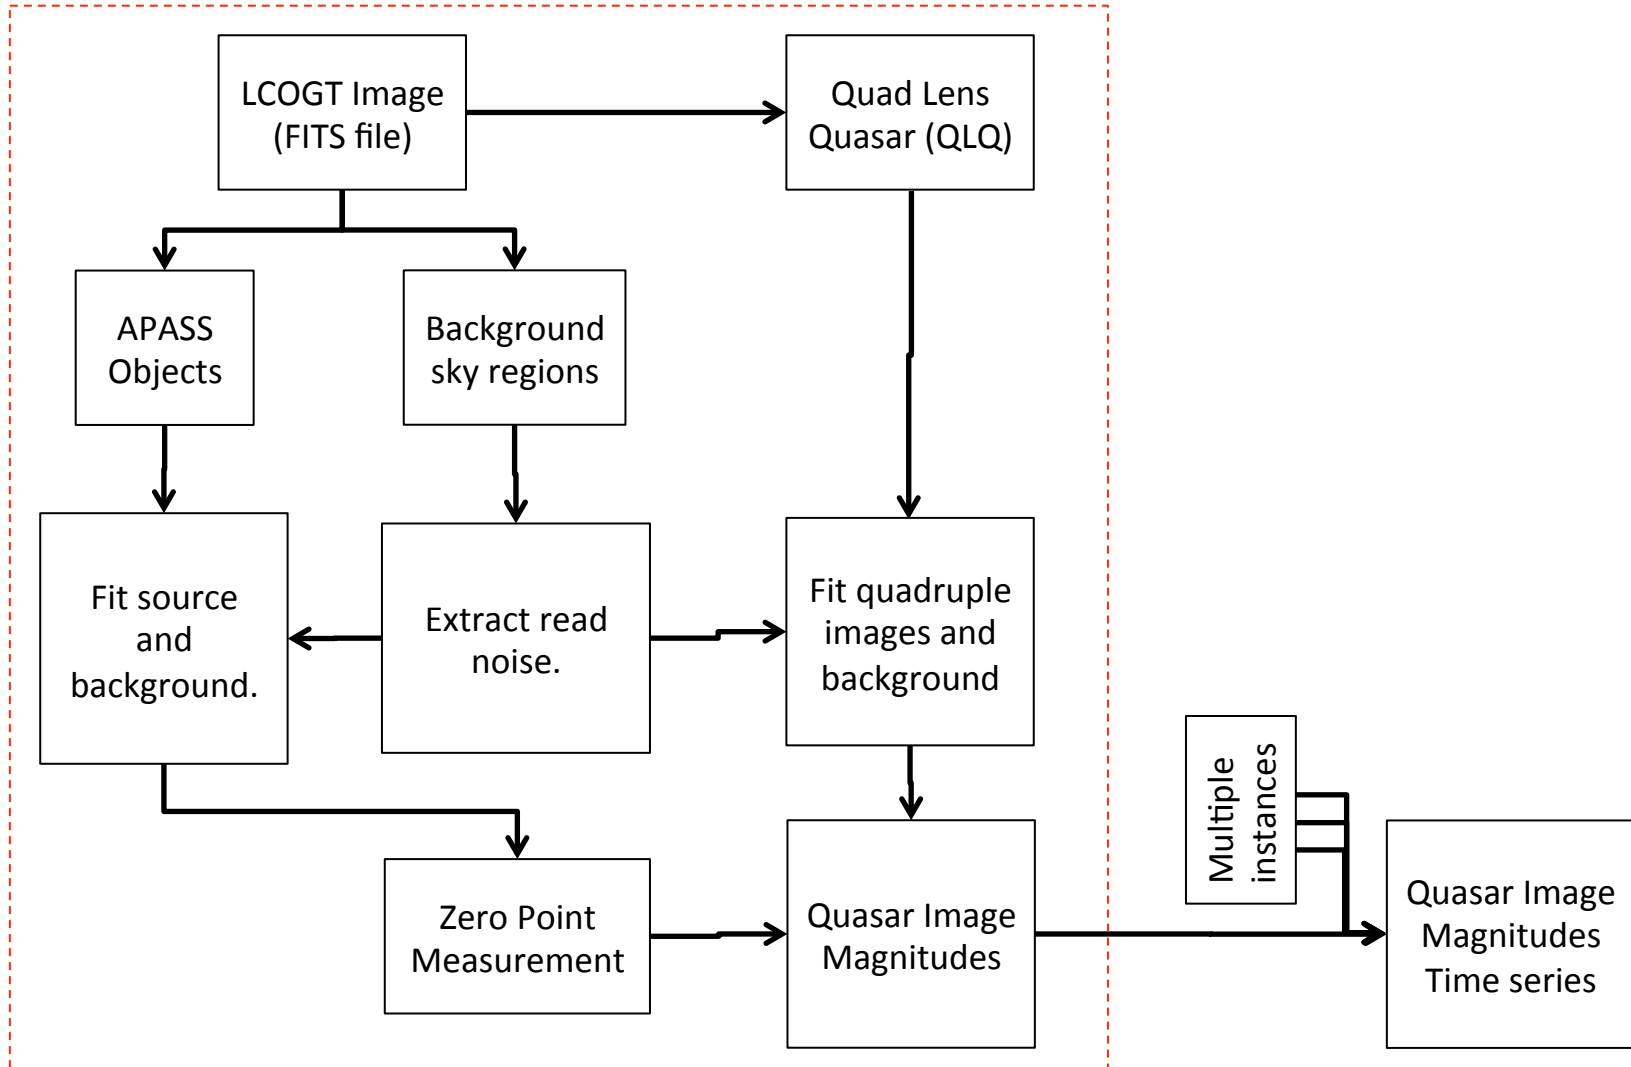 LCOGT Image
(FITS file)
Quad Lens
Quasar (QLQ)
APASS
Objects
Background
sky regions
Fit source
and
background.
Extract read
noise.
Fit quadruple
images and
background
Multiple
instances
Zero Point
Measurement
Quasar Image
Magnitudes
Quasar Image
Magnitudes
Time series